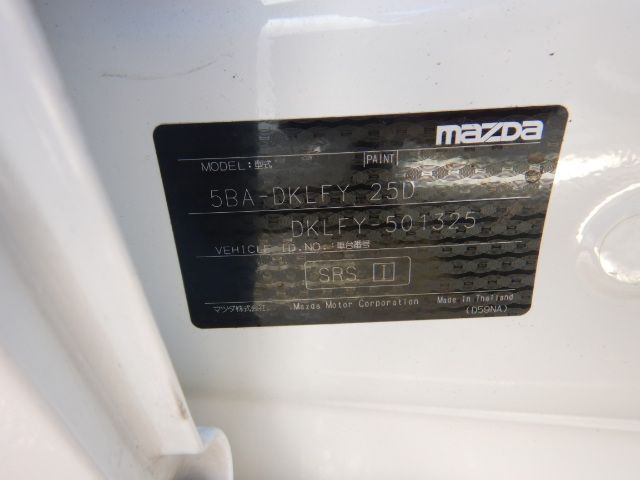 mazda
MODEL:型式 PAINT
5BA-DKLFY 25D
DKLFY-501325
VEHICLE ID.NO.:車台番号
SRS I
マツダ株式会社 Mazda Motor Corporation Made in Thailand
(D59NA)